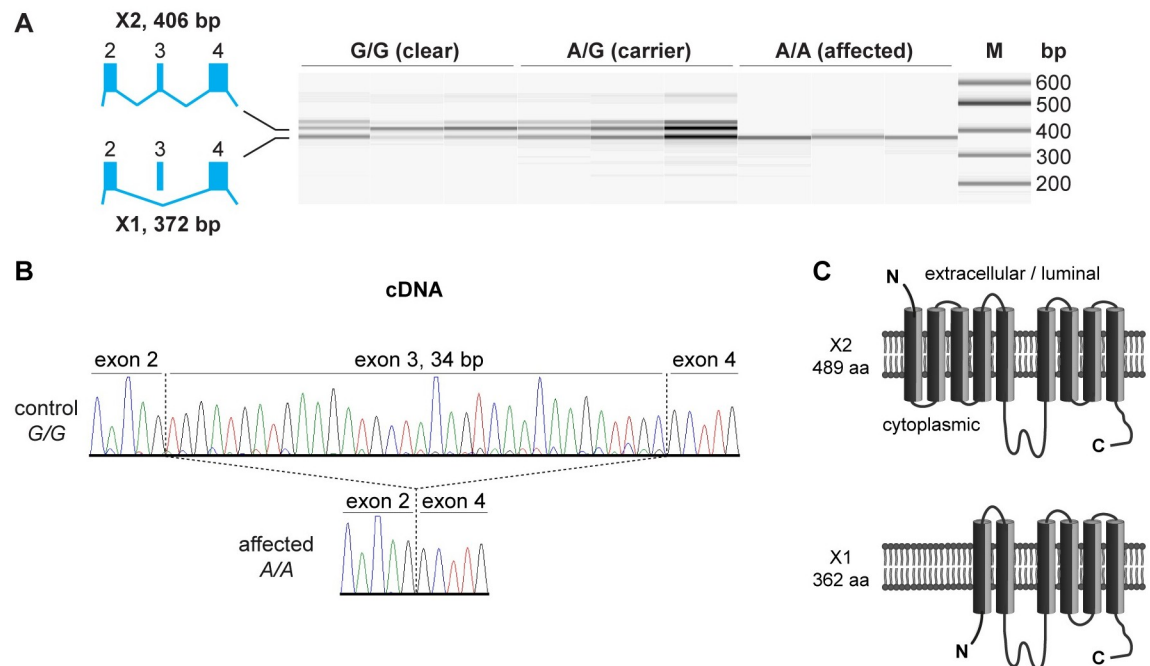 A
X2, 406 bp
2 3 4
2 3 4
X1, 372 bp
G/G (clear) A/G (carrier) A/A (affected) M bp
600
500
400
300
200
B
cDNA
exon 2 exon 3, 34 bp exon 4
control
G/G
exon 2 exon 4
affected
A/A
C
N extracellular / luminal
X2
489 aa
cytoplasmic
C
X1
362 aa
N
C